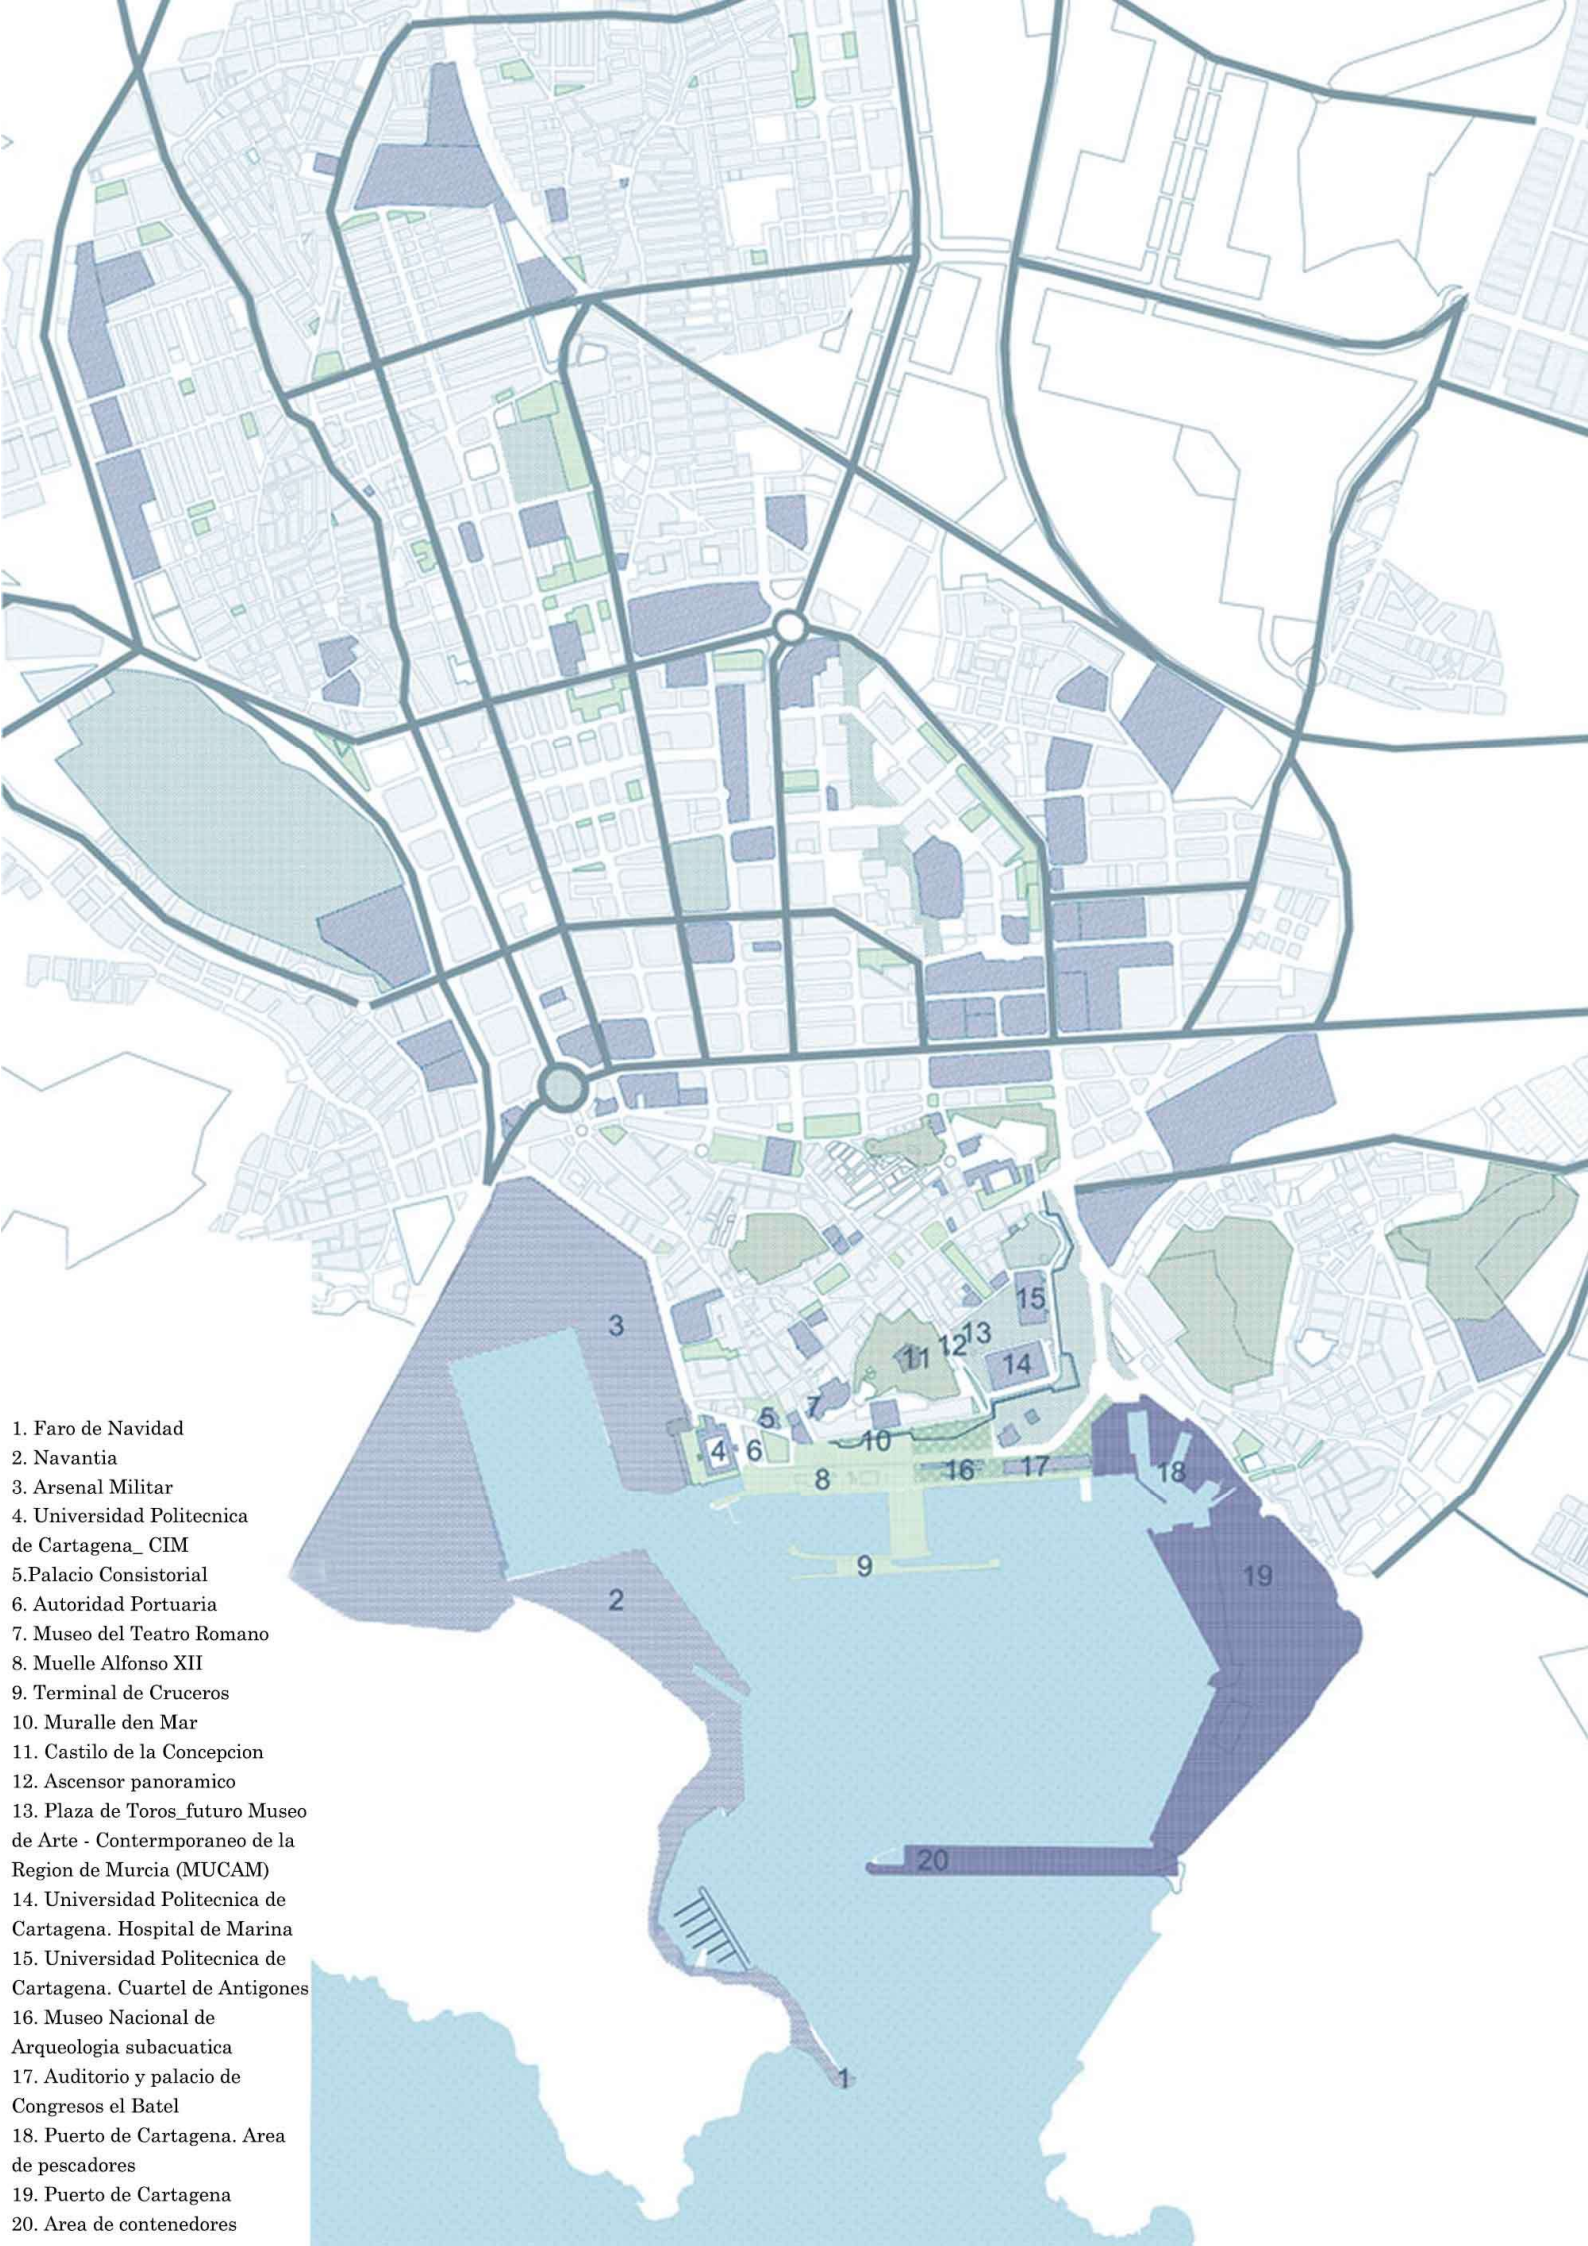 3
15
13
12
11
14
7
5
4
6
10
8
16
17
18
9
19
2
20
1
1. Faro de Navidad
2. Navantia
3. Arsenal Militar
4. Universidad Politecnica
de Cartagena_ CIM
5.Palacio Consistorial
6. Autoridad Portuaria
7. Museo del Teatro Romano
8. Muelle Alfonso XII
9. Terminal de Cruceros
10. Muralle den Mar
11. Castilo de la Concepcion
12. Ascensor panoramico
13. Plaza de Toros_futuro Museo
de Arte - Contermporaneo de la
Region de Murcia (MUCAM)
14. Universidad Politecnica de
Cartagena. Hospital de Marina
15. Universidad Politecnica de
Cartagena. Cuartel de Antigones
16. Museo Nacional de
Arqueologia subacuatica
17. Auditorio y palacio de
Congresos el Batel
18. Puerto de Cartagena. Area
de pescadores
19. Puerto de Cartagena
20. Area de contenedores